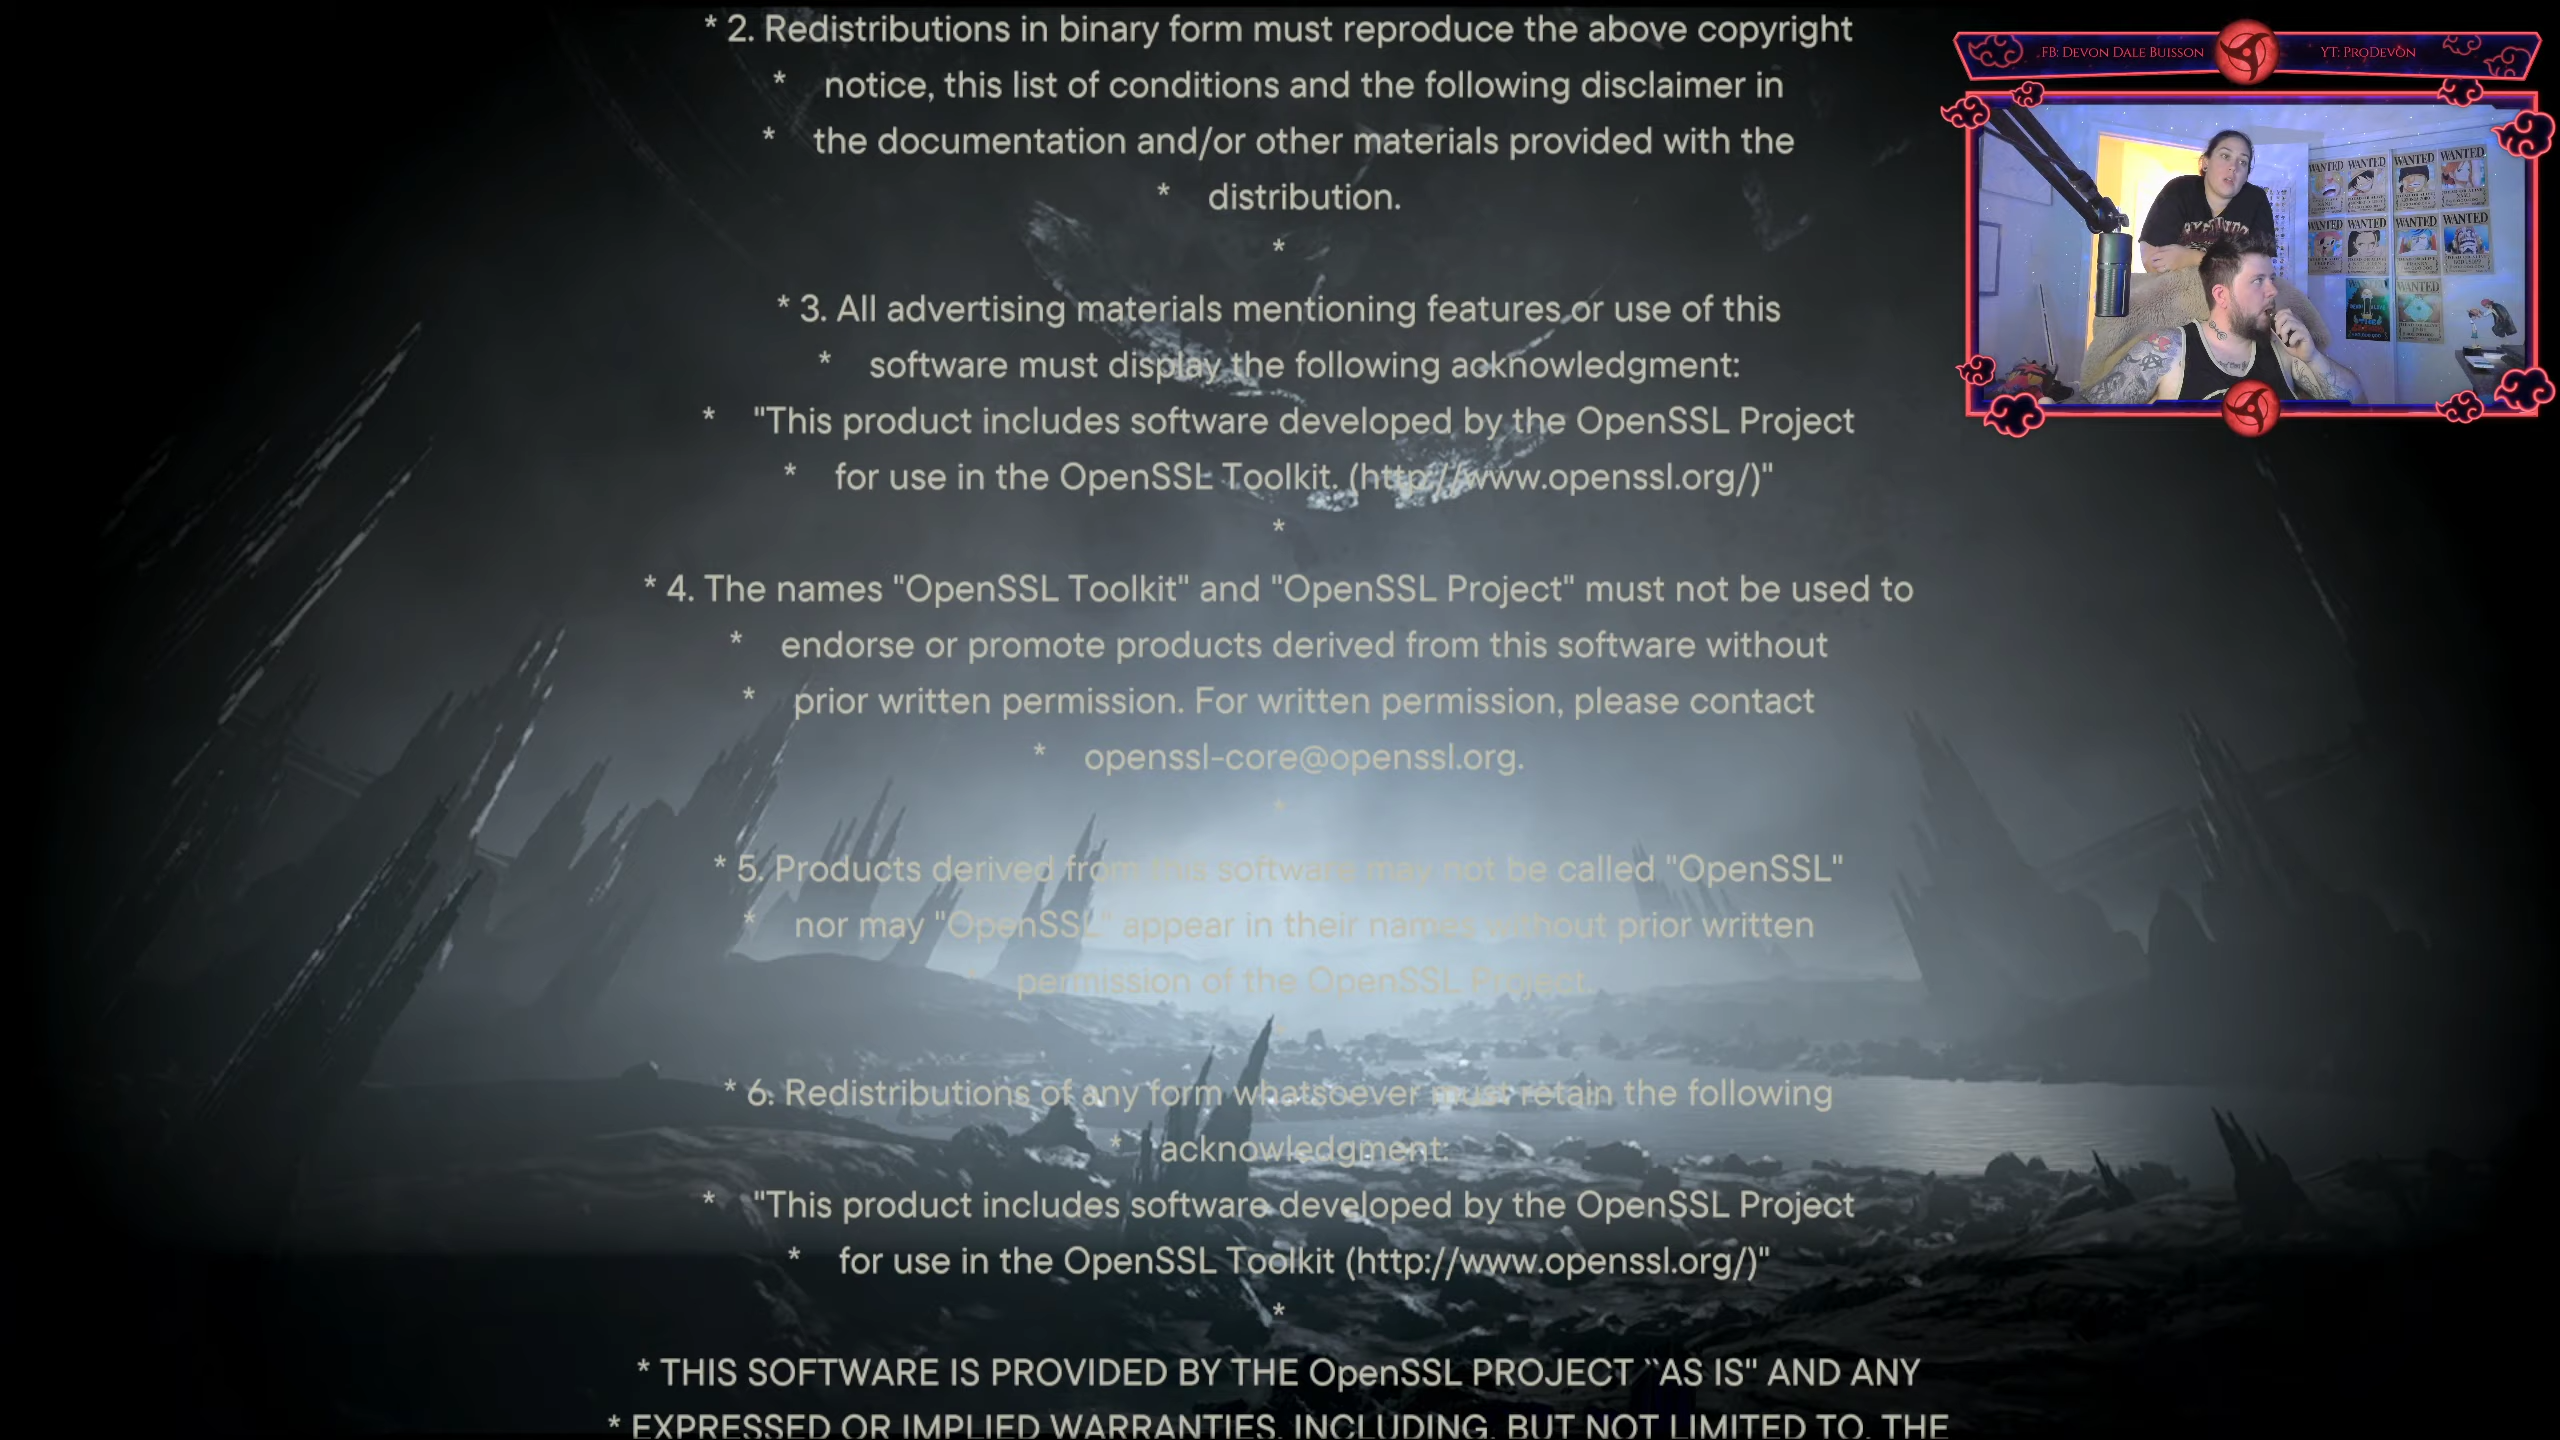 * 2. Redistributions in binary form must reproduce the above copyright
* notice, this list of conditions and the following disclaimer in
* the documentation and/or other materials provided with the
* distribution.
*
* 3. All advertising materials mentioning features or use of this
* software must display the following acknowledgment:
* "This product includes software developed by the OpenSSL Project
* for use in the OpenSSL Toolkit. (http://www.openssl.org/)"
*
* 4. The names "OpenSSL Toolkit" and "OpenSSL Project" must not be used to
* endorse or promote products derived from this software without
* prior written permission. For written permission, please contact
* openssl-core@openssl.org.
*
* 5. Products derived from this software may not be called "OpenSSL"
* nor may "OpenSSL" appear in their names without prior written
* permission of the OpenSSL Project.
*
* 6. Redistributions of any form whatsoever must retain the following
* acknowledgment:
* "This product includes software developed by the OpenSSL Project
* for use in the OpenSSL Toolkit (http://www.openssl.org/)"
*
* THIS SOFTWARE IS PROVIDED BY THE OpenSSL PROJECT ``AS IS'' AND ANY
* EXPRESSED OR IMPLIED WARRANTIES, INCLUDING, BUT NOT LIMITED TO, THE
FB: Devon Dale Buisson
YT: ProDevon
WANTED WANTED WANTED WANTED
WANTED WANTED WANTED WANTED
WANTED